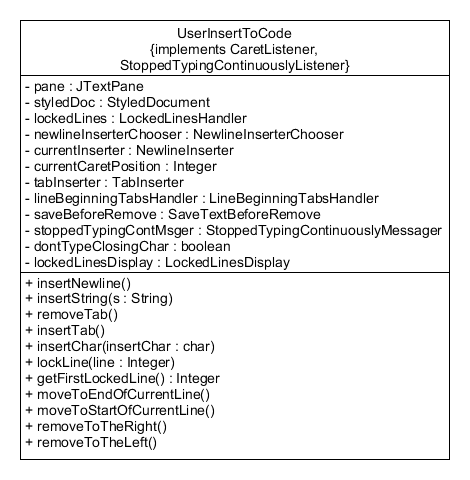 UserInsertToCode
{implements CaretListener,
StoppedTypingContinuouslyListener}
- pane : JTextPane
- styledDoc : StyledDocument
- lockedLines : LockedLinesHandler
- newlineInserterChooser : NewlineInserterChooser
- currentInserter : NewlineInserter
- currentCaretPosition : Integer
- tabInserter : TabInserter
- lineBeginningTabsHandler : LineBeginningTabsHandler
- saveBeforeRemove : SaveTextBeforeRemove
- stoppedTypingContMsger : StoppedTypingContinuouslyMessager
- dontTypeClosingChar : boolean
- lockedLinesDisplay : LockedLinesDisplay
+ insertNewline()
+ insertString(s : String)
+ removeTab()
+ insertTab()
+ insertChar(insertChar : char)
+ lockLine(line : Integer)
+ getFirstLockedLine() : Integer
+ moveToEndOfCurrentLine()
+ moveToStartOfCurrentLine()
+ removeToTheRight()
+ removeToTheLeft()